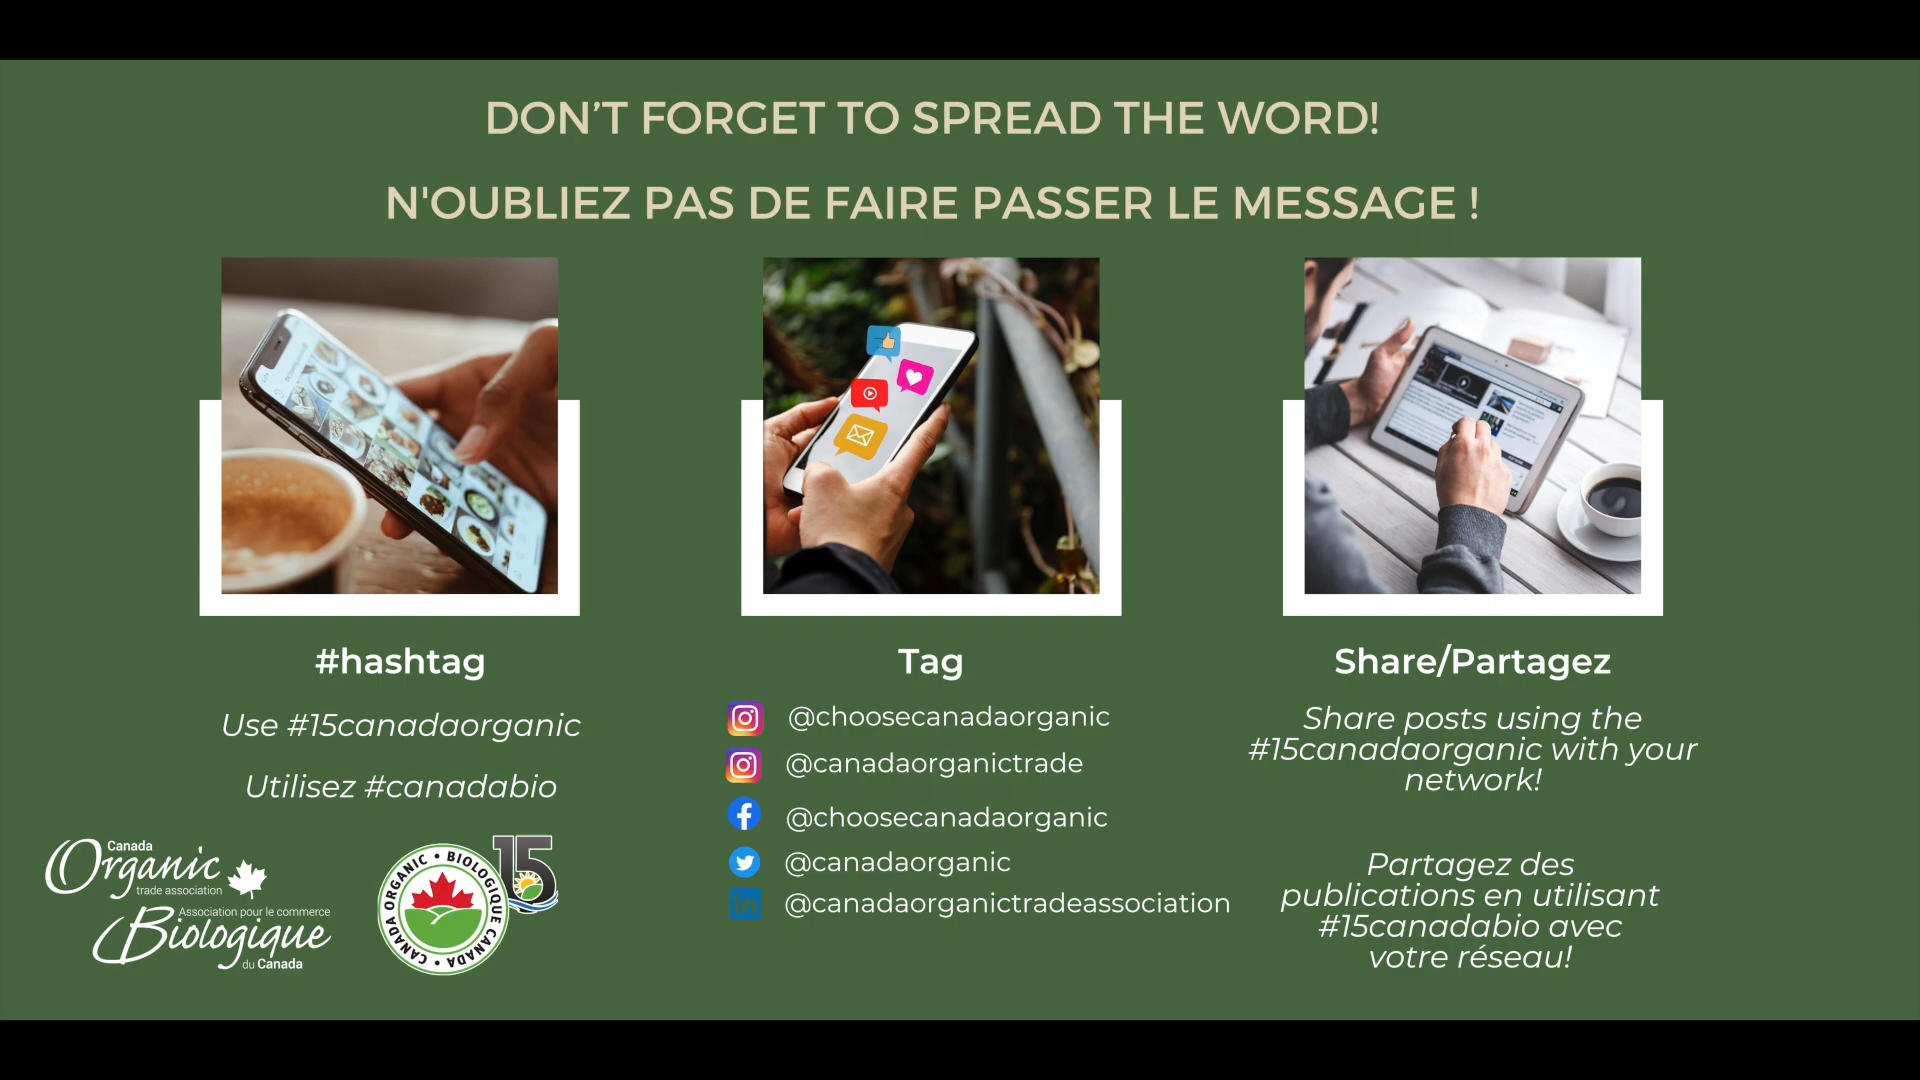 DON’T FORGET TO SPREAD THE WORD!
N'OUBLIEZ PAS DE FAIRE PASSER LE MESSAGE !
#hashtag
Use #15canadaorganic
Utilisez #canadabio
Tag
@choosecanadaorganic
@canadaorganictrade
@choosecanadaorganic
@canadaorganic
in
@canadaorganictradeassociation
Share/Partagez
Share posts using the
#15canadaorganic with your
network!
Partagez des
publications en utilisant
#15canadabio avec
votre réseau!
Canada
Organic
trade association
Association pour le commerce
Biologique
du Canada
CANADA ORGANIC • BIOLOGIQUE CANADA •
15